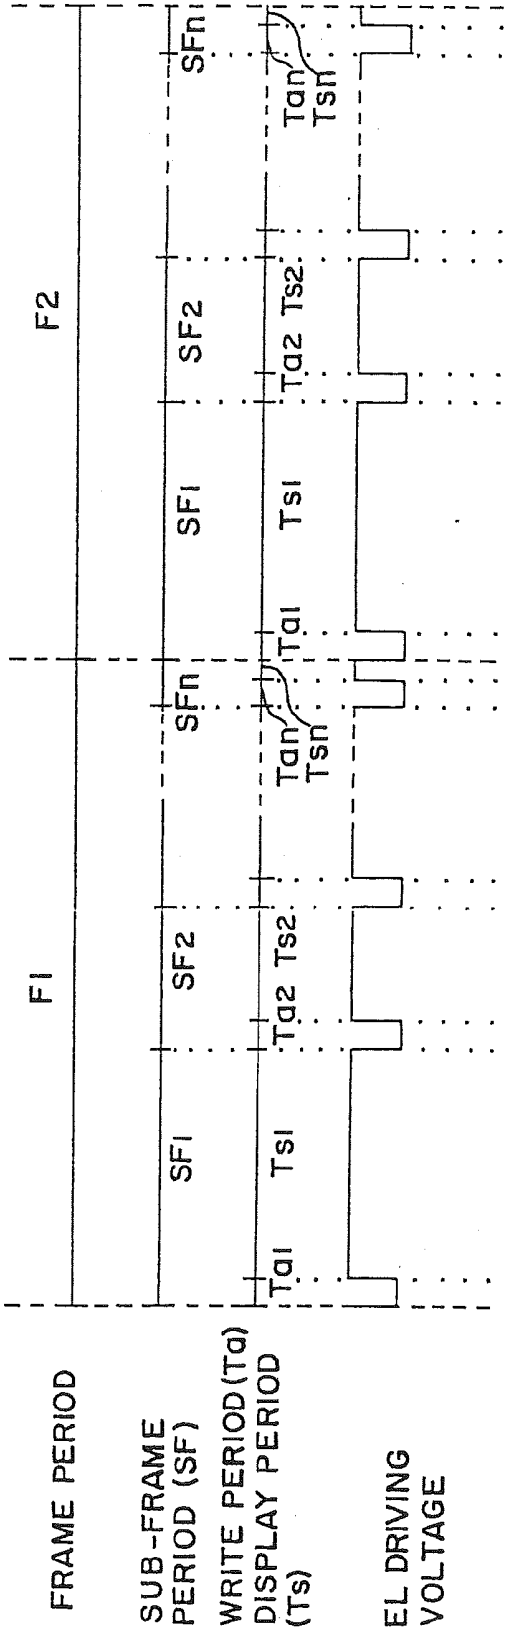 FRAME PERIOD
F1
F2
SUB-FRAME
PERIOD (SF)
SF1
SF2
SFn
SF1
SF2
SFn
WRITE PERIOD (Ta)
DISPLAY PERIOD
(Ts)
Ta1
Ts1
Ta2
Ts2
Tan
Tsn
Ta1
Ts1
Ta2
Ts2
Tan
Tsn
EL DRIVING
VOLTAGE